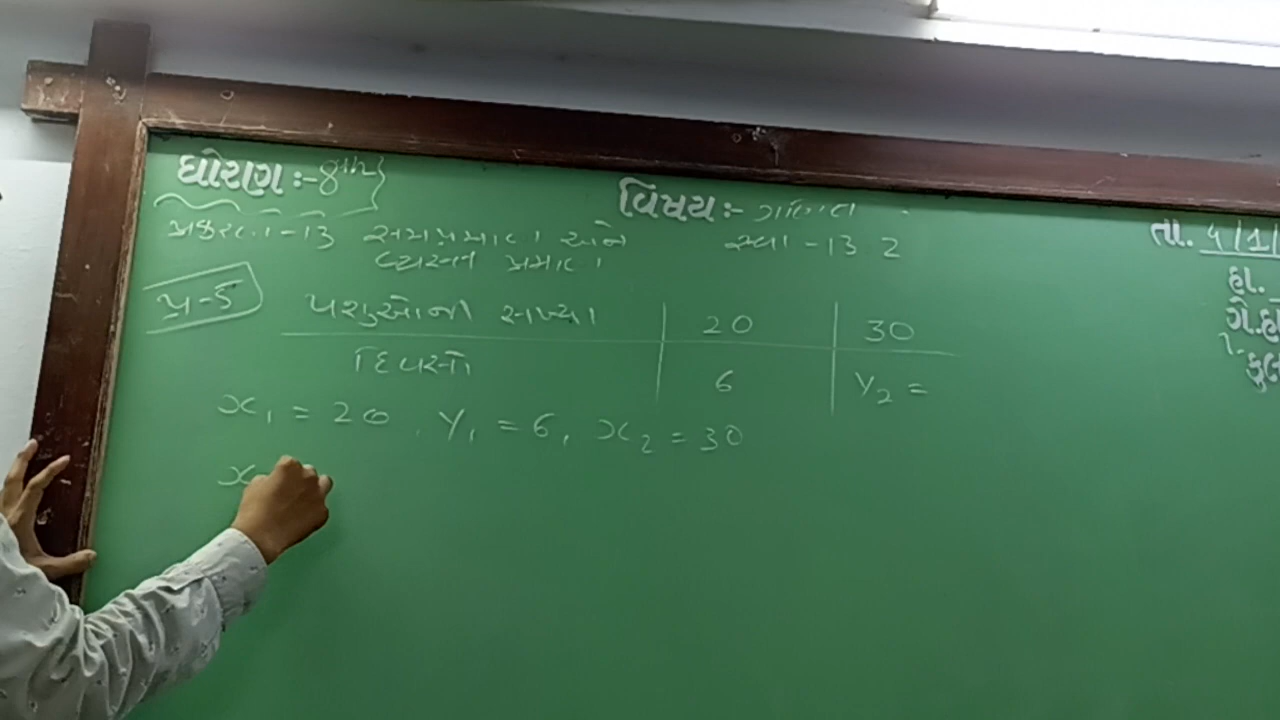 ધોરણ :- 8th
વિષય :- ગણિત
તા. 5/1/
પ્રકરણ - 13 સમપ્રમાણ અને સ્વા - 13 2
વ્યસ્ત પ્રમાણ
હા.
ગે.હા
પ્ર-5 પશુઓની સંખ્યા 20 30
દિવસો 6 y2 =
x1 = 20, y1 = 6, x2 = 30
x